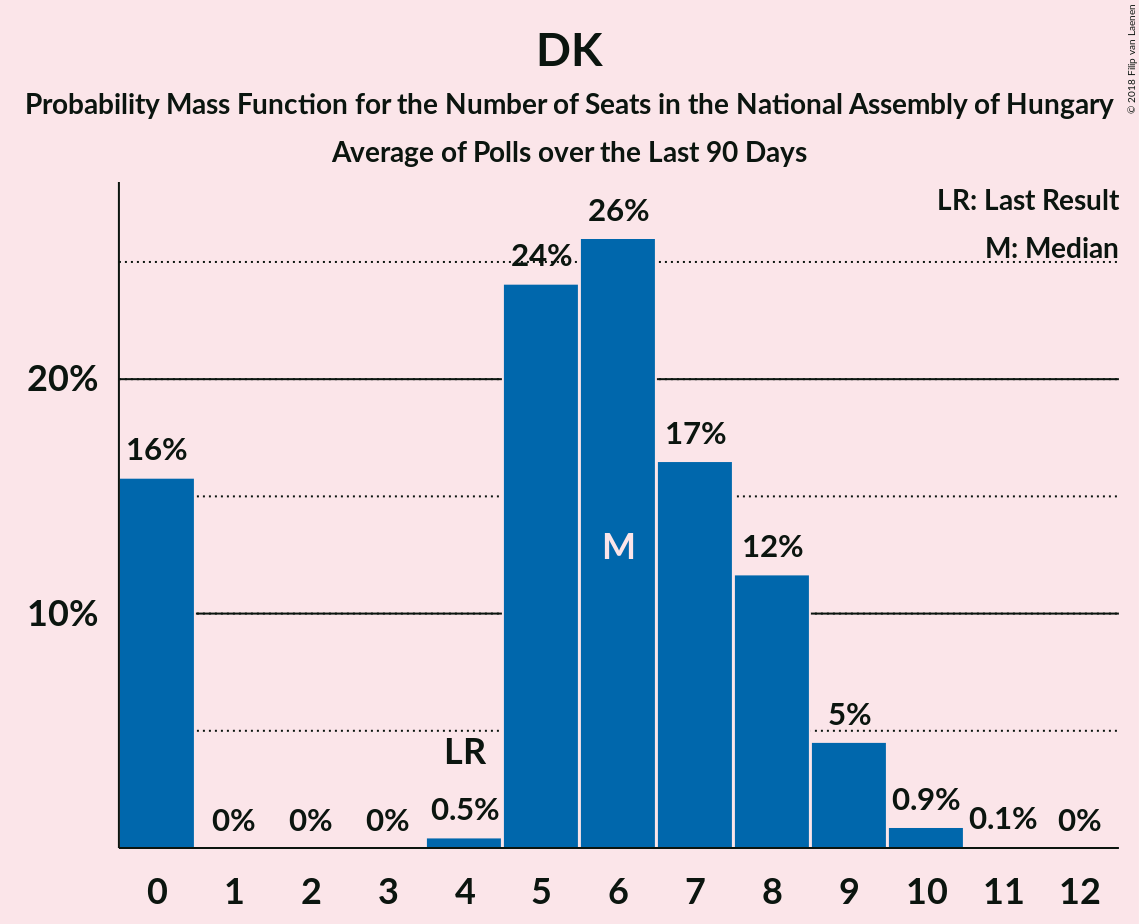 DK
Probability Mass Function for the Number of Seats in the National Assembly of Hungary
Average of Polls over the Last 90 Days
© 2018 Filip van Laenen
LR: Last Result
M: Median
26%
24%
20%
17%
16%
M
12%
10%
5%
LR
0.9%
0.5%
0%
0%
0%
0.1%
0%
0 1 2 3 4 5 6 7 8 9 10 11 12